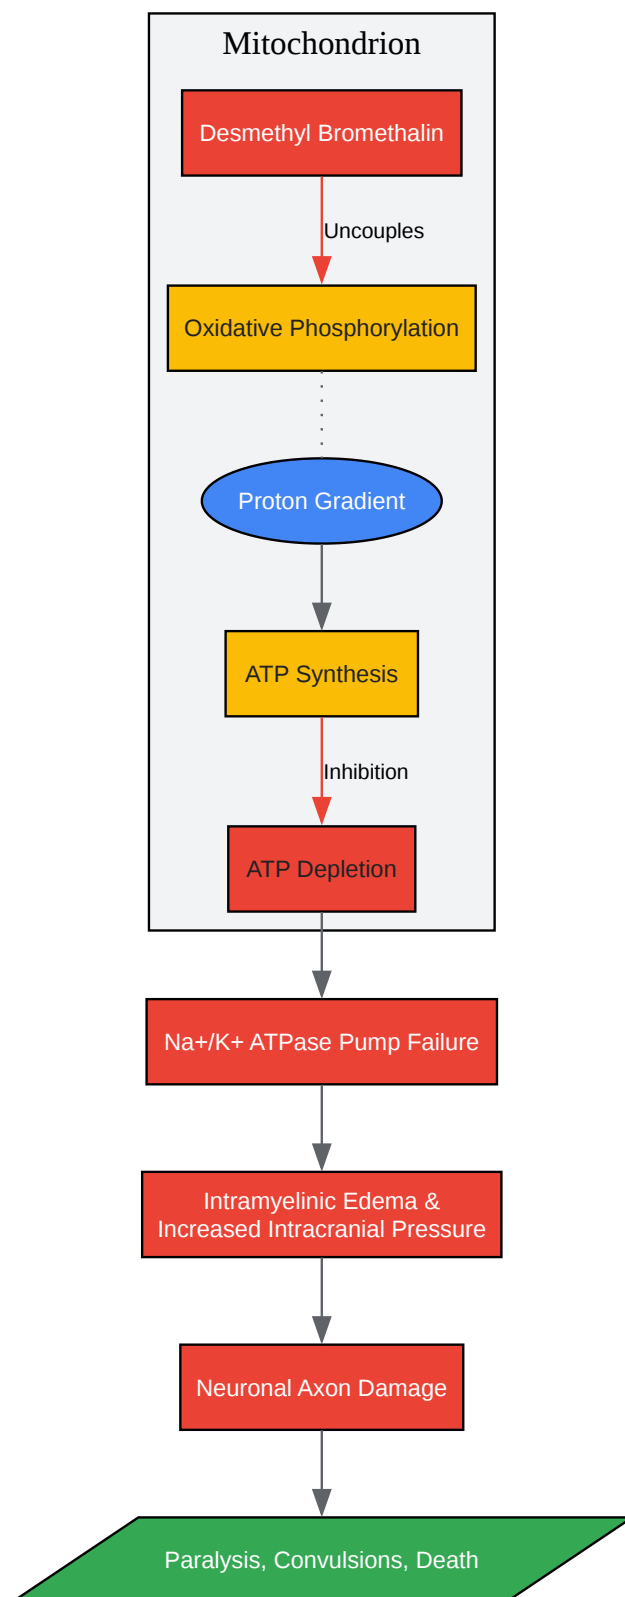 Mitochondrion
Desmethyl Bromethalin
Uncouples
Oxidative Phosphorylation
Proton Gradient
ATP Synthesis
Inhibition
ATP Depletion
Na+/K+ ATPase Pump Failure
Intramyelinic Edema &
Increased Intracranial Pressure
Neuronal Axon Damage
Paralysis, Convulsions, Death